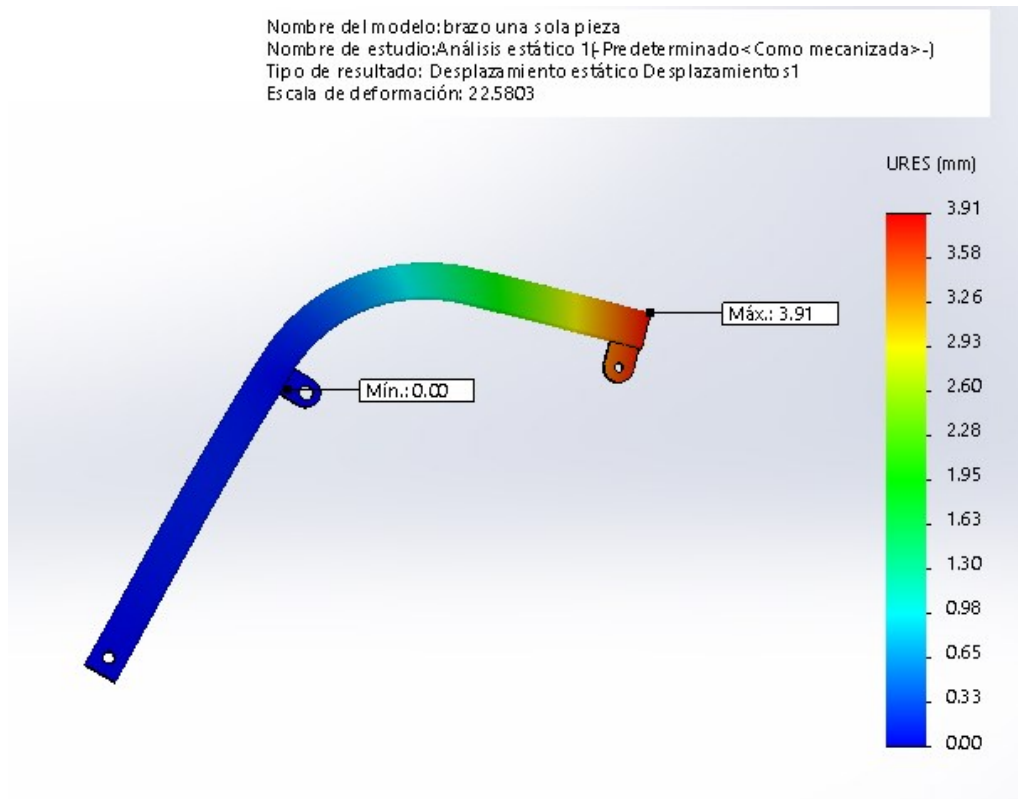 Nombre del modelo:brazo una sola pieza
Nombre de estudio:Análisis estático 1(-Predeterminado<Como mecanizada>-)
Tipo de resultado: Desplazamiento estático Desplazamientos1
Escala de deformación: 22.5803
URES (mm)
3.91
3.58
3.26
2.93
2.60
2.28
1.95
1.63
1.30
0.98
0.65
0.33
0.00
Máx.: 3.91
Mín.: 0.00